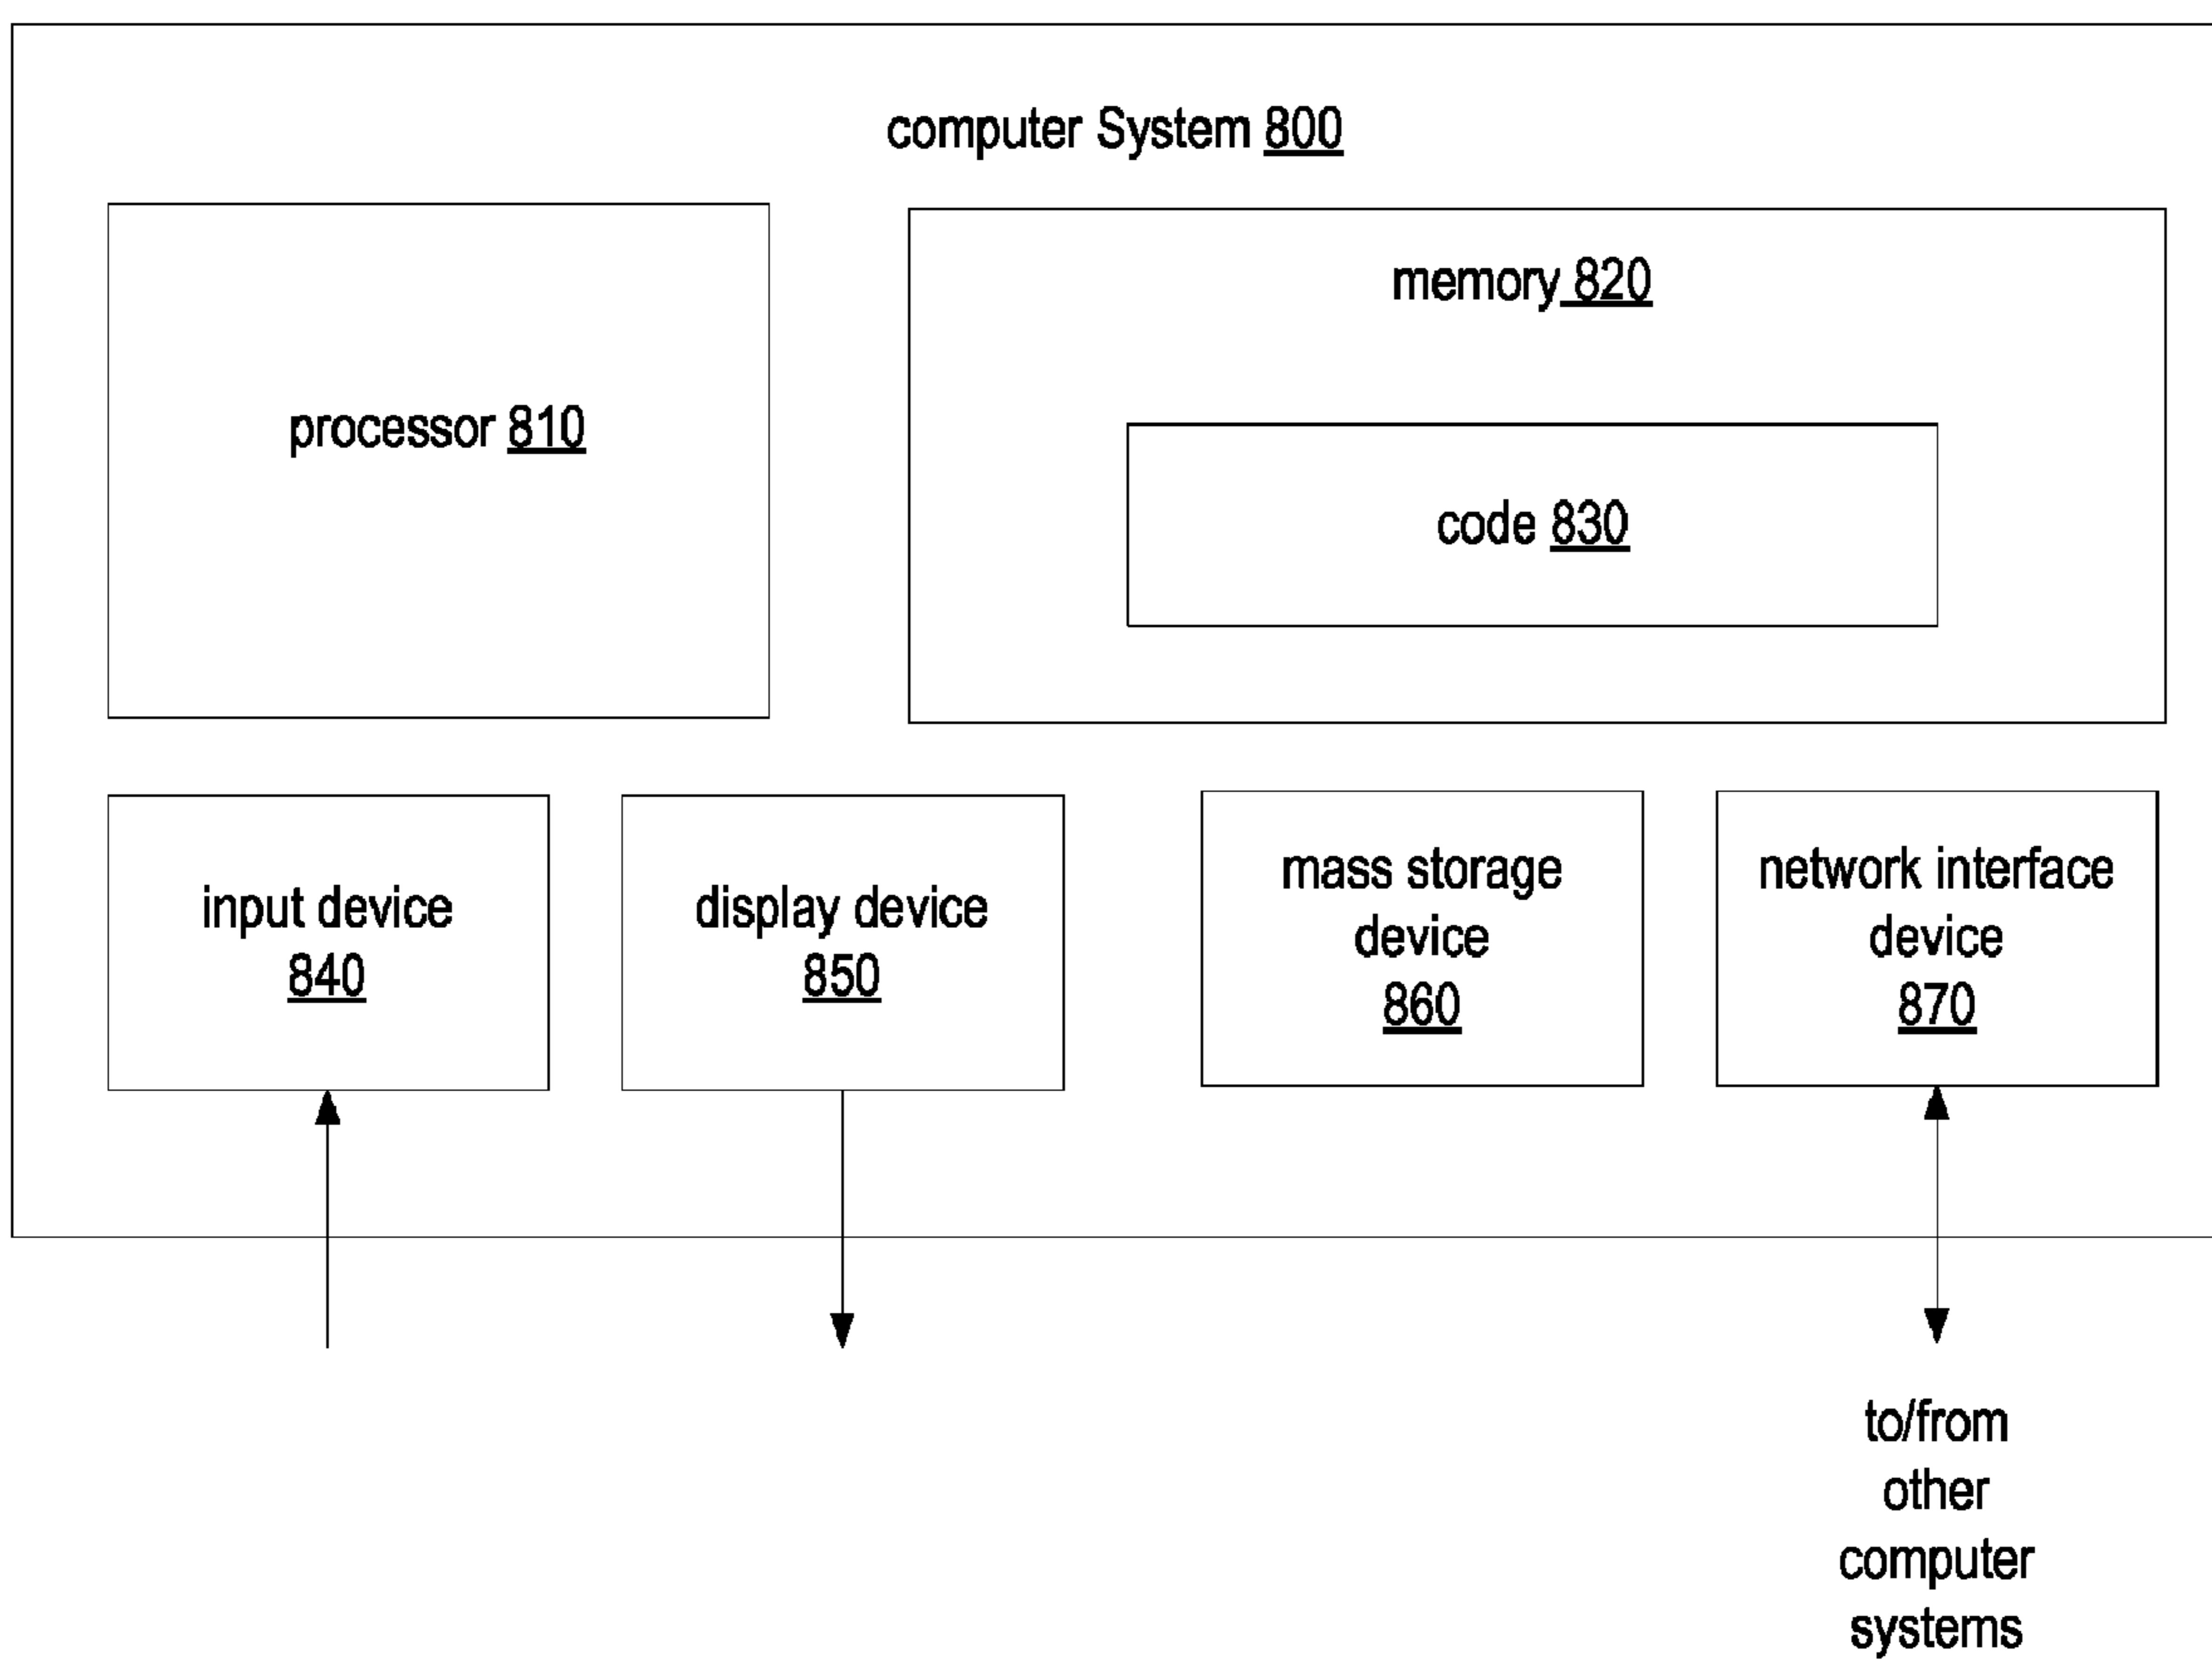 computer System 800
processor 810
memory 820
code 830
input device
840
display device
850
mass storage
device
860
network interface
device
870
to/from
other
computer
systems